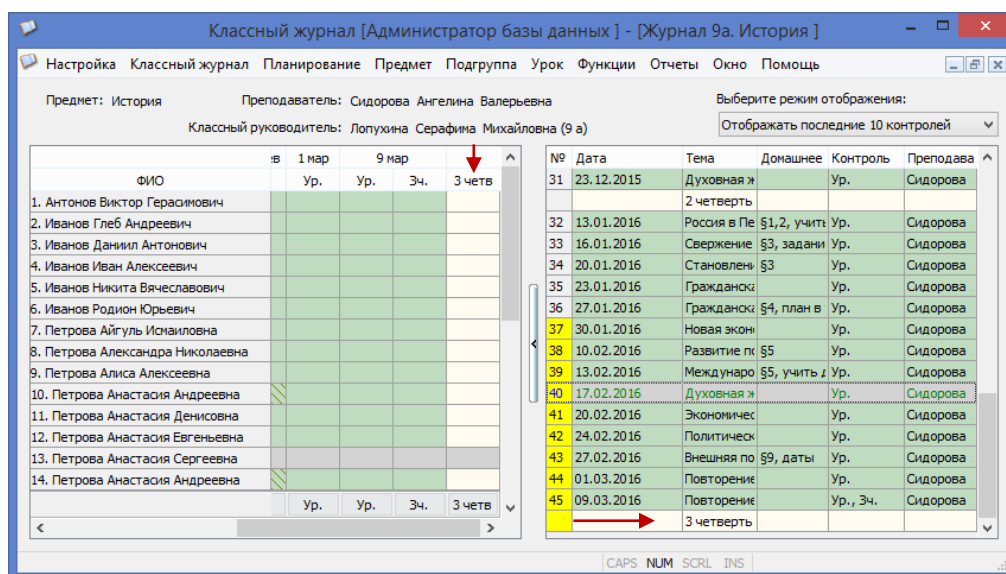 Классный журнал [Администратор базы данных ] - [Журнал 9а. История ]
Настройка Классный журнал Планирование Предмет Подгруппа Урок Функции Отчеты Окно Помощь
Предмет: История Преподаватель: Сидорова Ангелина Валерьевна Выберите режим отображения:
Классный руководитель: Лопухина Серафима Михайловна (9 а) Отображать последние 10 контролей
ФИО ев 1 мар 9 мар
Ур. Ур. Зч. 3 четв
1. Антонов Виктор Герасимович
2. Иванов Глеб Андреевич
3. Иванов Даниил Антонович
4. Иванов Иван Алексеевич
5. Иванов Никита Вячеславович
6. Иванов Родион Юрьевич
7. Петрова Айгуль Исмаиловна
8. Петрова Александра Николаевна
9. Петрова Алиса Алексеевна
10. Петрова Анастасия Андреевна
11. Петрова Анастасия Денисовна
12. Петрова Анастасия Евгеньевна
13. Петрова Анастасия Сергеевна
14. Петрова Анастасия Андреевна
Ур. Ур. Зч. 3 четв
№ Дата Тема Домашнее Контроль Преподава
31 23.12.2015 Духовная ж Ур. Сидорова
2 четверть
32 13.01.2016 Россия в Пе §1,2, учить Ур. Сидорова
33 16.01.2016 Свержение §3, задани Ур. Сидорова
34 20.01.2016 Становлени §3 Ур. Сидорова
35 23.01.2016 Гражданска Ур. Сидорова
36 27.01.2016 Гражданска §4, план в Ур. Сидорова
37 30.01.2016 Новая экон Ур. Сидорова
38 10.02.2016 Развитие по §5 Ур. Сидорова
39 13.02.2016 Междунаро §5, учить д Ур. Сидорова
40 17.02.2016 Духовная ж Ур. Сидорова
41 20.02.2016 Экономичес Ур. Сидорова
42 24.02.2016 Политическ Ур. Сидорова
43 27.02.2016 Внешняя по §9, даты Ур. Сидорова
44 01.03.2016 Повторение Ур. Сидорова
45 09.03.2016 Повторение Ур., Зч. Сидорова
3 четверть
CAPS NUM SCRL INS